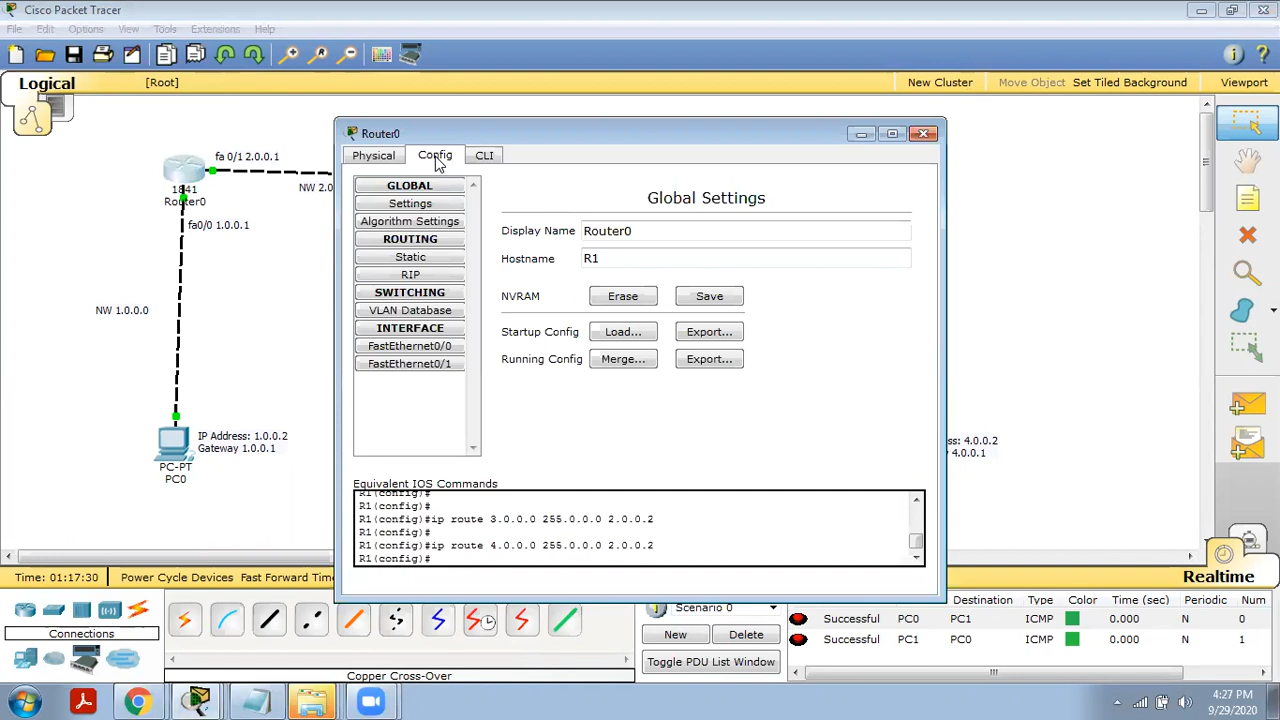 Cisco Packet Tracer
File Edit Options View Tools Extensions Help
Logical [Root] New Cluster Move Object Set Tiled Background Viewport
fa 0/1 2.0.0.1
NW 2.0
1841
Router0
fa0/0 1.0.0.1
NW 1.0.0.0
IP Address: 1.0.0.2
Gateway 1.0.0.1
PC-PT
PC0
Router0
Physical Config CLI
GLOBAL
Settings
Algorithm Settings
ROUTING
Static
RIP
SWITCHING
VLAN Database
INTERFACE
FastEthernet0/0
FastEthernet0/1
Global Settings
Display Name Router0
Hostname R1
NVRAM Erase Save
Startup Config Load... Export...
Running Config Merge... Export...
Equivalent IOS Commands
R1(config)#
R1(config)#
R1(config)#ip route 3.0.0.0 255.0.0.0 2.0.0.2
R1(config)#
R1(config)#ip route 4.0.0.0 255.0.0.0 2.0.0.2
R1(config)#
s: 4.0.0.2
4.0.0.1
Time: 01:17:30 Power Cycle Devices Fast Forward Tim
Realtime
Connections
Copper Cross-Over
Scenario 0
New Delete
Toggle PDU List Window
Destination Type Color Time (sec) Periodic Num
Successful PC0 PC1 ICMP 0.000 N 0
Successful PC1 PC0 ICMP 0.000 N 1
4:27 PM
9/29/2020